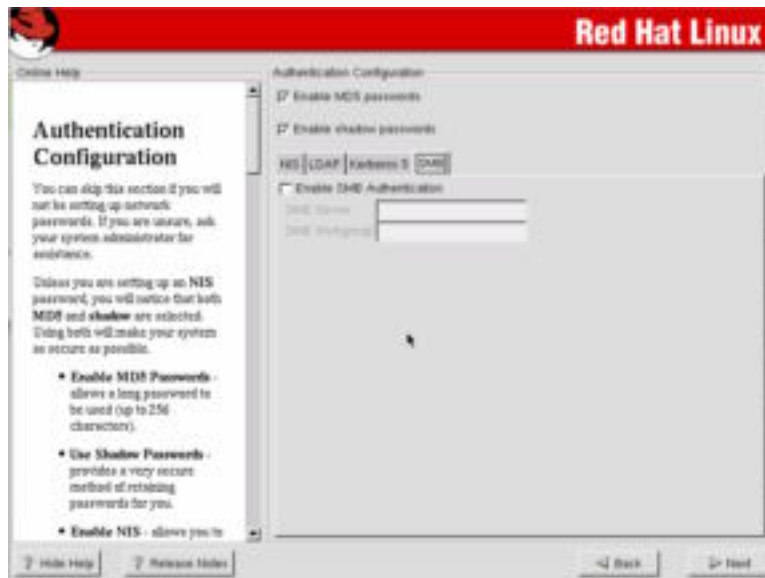 Red Hat Linux
Online Help
Authentication
Configuration
You can skip this section if you will
not be setting up network
passwords. If you are unsure, ask
your system administrator for
assistance.
Unless you are setting up an NIS
password, you will notice that both
MD5 and shadow are selected.
Using both will make your system
as secure as possible.
• Enable MD5 Passwords -
allows a long password to
be used (up to 256
characters).
• Use Shadow Passwords -
provides a very secure
method of retaining
passwords for you.
• Enable NIS - allows you to
Authentication Configuration
Enable MD5 passwords
Enable shadow passwords
NIS LDAP Kerberos 5 SMB
Enable SMB Authentication
SMB Server:
SMB Workgroup:
? Hide Help
? Release Notes
Back
Next